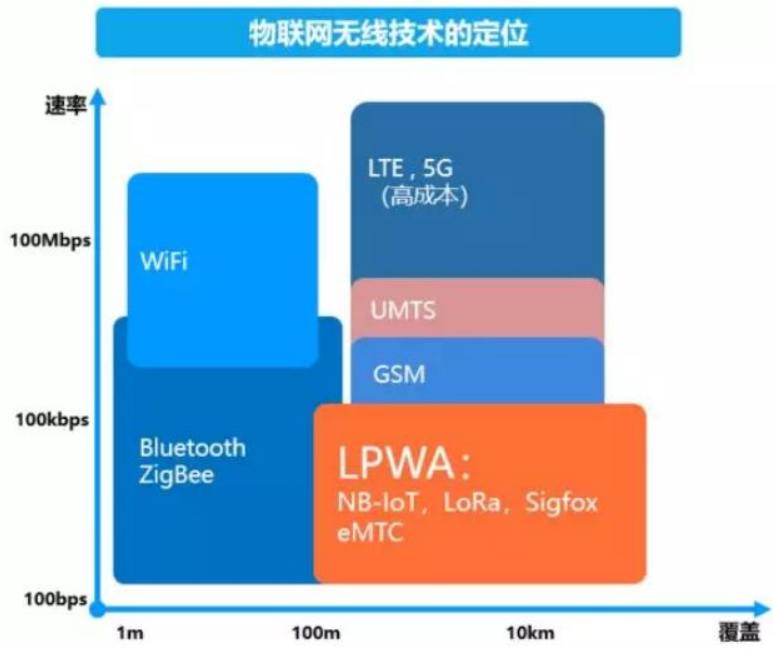 物联网无线技术的定位
速率
LTE , 5G
(高成本)
100Mbps
WiFi
UMTS
GSM
100kbps
Bluetooth
ZigBee
LPWA：
NB-IoT，LoRa，Sigfox
eMTC
100bps
1m
100m
10km
覆盖